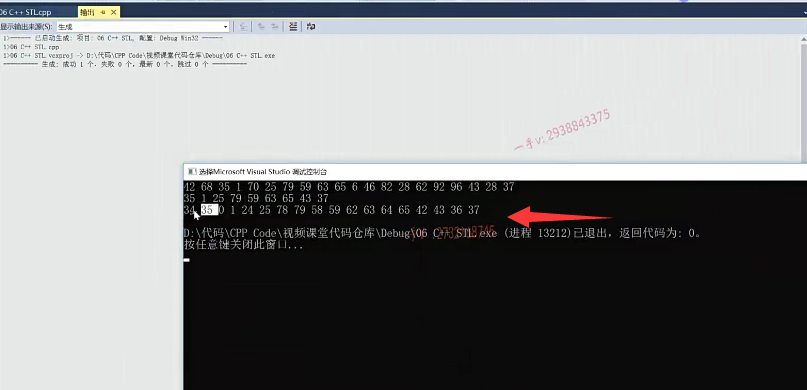 06 C++ STL.cpp 输出
显示输出来源(S): 生成
1>------ 已启动生成: 项目: 06 C++ STL, 配置: Debug Win32 ------
1>06 C++ STL.cpp
1>06 C++ STL.vcxproj -> D:\代码\CPP Code\视频课堂代码仓库\Debug\06 C++ STL.exe
========== 生成: 成功 1 个，失败 0 个，最新 0 个，跳过 0 个 ==========
一手v: 2938843375
选择Microsoft Visual Studio 调试控制台
42 68 35 1 70 25 79 59 63 65 6 46 82 28 62 92 96 43 28 37
35 1 25 79 59 63 65 43 37
34 35 0 1 24 25 78 79 58 59 62 63 64 65 42 43 36 37
D:\代码\CPP Code\视频课堂代码仓库\Debug\06 C++ STL.exe (进程 13212)已退出，返回代码为: 0。
按任意键关闭此窗口...